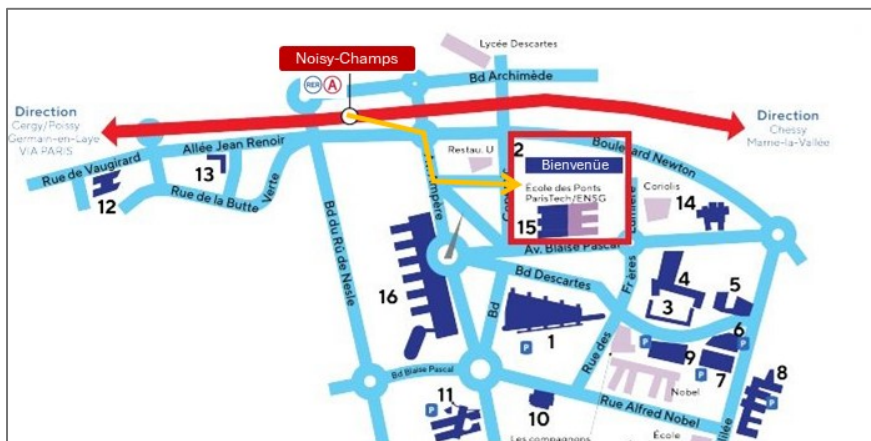 Lycée Descartes
Noisy-Champs
RER A
Bd Archimède
Direction
Cergy/Poissy
Germain-en-Laye
VIA PARIS
Direction
Chessy
Marne-la-Vallée
Allée Jean Renoir
Rue de Vaugirard
13
12
Rue de la Butte Verte
Restau. U
2
Bienvenüe
Boulevard Newton
École des Ponts
ParisTech/ENSG
15
Coriolis
14
Av. Blaise Pascal
Bd du Rû de Nesle
Bd Descartes
Frères Lumière
16
4
5
3
Bd
1
6
P
P
Rue des
9
7
P
P
8
Bd Blaise Pascal
Nobel
11
P
10
Rue Alfred Nobel
P
Les compagnons
École